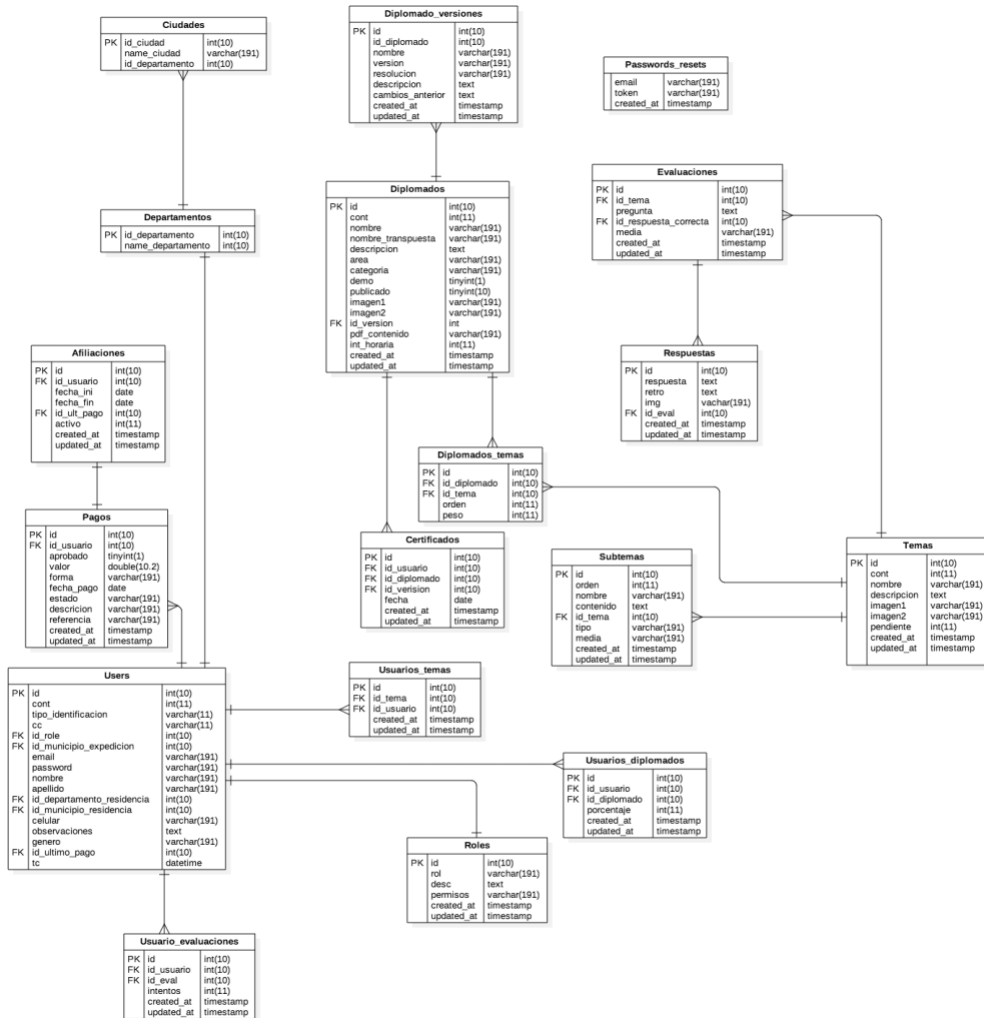 Ciudades
PK id_ciudad int(10)
name_ciudad varchar(191)
id_departamento int(10)
Diplomado_versiones
PK id int(10)
id_diplomado int(10)
nombre varchar(191)
version varchar(191)
resolucion varchar(191)
descripcion text
cambios_anterior text
created_at timestamp
updated_at timestamp
Passwords_resets
email varchar(191)
token varchar(191)
created_at timestamp
Departamentos
PK id_departamento int(10)
name_departamento int(10)
Diplomados
PK id int(10)
cont int(11)
nombre varchar(191)
nombre_transpuesta varchar(191)
descripcion text
area varchar(191)
categoria varchar(191)
demo tinyint(1)
publicado tinyint(10)
imagen1 varchar(191)
imagen2 varchar(191)
FK id_version int
pdf_contenido varchar(191)
int_horaria int(11)
created_at timestamp
updated_at timestamp
Evaluaciones
PK id int(10)
FK id_tema int(10)
pregunta text
FK id_respuesta_correcta int(10)
media varchar(191)
created_at timestamp
updated_at timestamp
Afiliaciones
PK id int(10)
FK id_usuario int(10)
fecha_ini date
fecha_fin date
FK id_ult_pago int(10)
activo int(11)
created_at timestamp
updated_at timestamp
Respuestas
PK id int(10)
respuesta text
retro text
img vachar(191)
FK id_eval int(10)
created_at timestamp
updated_at timestamp
Diplomados_temas
PK id int(10)
FK id_diplomado int(10)
FK id_tema int(10)
orden int(11)
peso int(11)
Pagos
PK id int(10)
FK id_usuario int(10)
aprobado tinyint(1)
valor double(10.2)
forma varchar(191)
fecha_pago date
estado varchar(191)
descricion varchar(191)
referencia varchar(191)
created_at timestamp
updated_at timestamp
Certificados
PK id int(10)
FK id_usuario int(10)
FK id_diplomado int(10)
FK id_verision int(10)
fecha date
created_at timestamp
updated_at timestamp
Subtemas
PK id int(10)
orden int(11)
nombre varchar(191)
contenido text
FK id_tema int(10)
tipo varchar(191)
media varchar(191)
created_at timestamp
updated_at timestamp
Temas
PK id int(10)
cont int(11)
nombre varchar(191)
descripcion text
imagen1 varchar(191)
imagen2 varchar(191)
pendiente int(11)
created_at timestamp
updated_at timestamp
Users
PK id int(10)
cont int(11)
tipo_identificacion varchar(11)
cc varchar(11)
FK id_role int(10)
FK id_municipio_expedicion int(10)
email varchar(191)
password varchar(191)
nombre varchar(191)
apellido varchar(191)
FK id_departamento_residencia int(10)
FK id_municipio_residencia int(10)
celular varchar(191)
observaciones text
genero varchar(191)
FK id_ultimo_pago int(10)
tc datetime
Usuarios_temas
PK id int(10)
FK id_tema int(10)
FK id_usuario int(10)
created_at timestamp
updated_at timestamp
Usuarios_diplomados
PK id int(10)
FK id_usuario int(10)
FK id_diplomado int(10)
porcentaje int(11)
created_at timestamp
updated_at timestamp
Roles
PK id int(10)
rol varchar(191)
desc text
permisos varchar(191)
created_at timestamp
updated_at timestamp
Usuario_evaluaciones
PK id int(10)
FK id_usuario int(10)
FK id_eval int(10)
intentos int(11)
created_at timestamp
updated_at timestamp